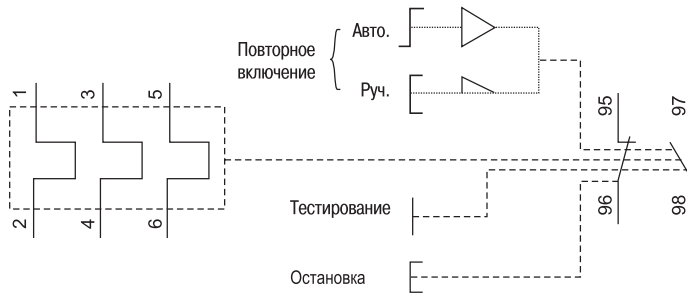 Авто.
Повторное
включение
Руч.
1
3
5
95
97
2
4
6
96
98
Тестирование
Остановка